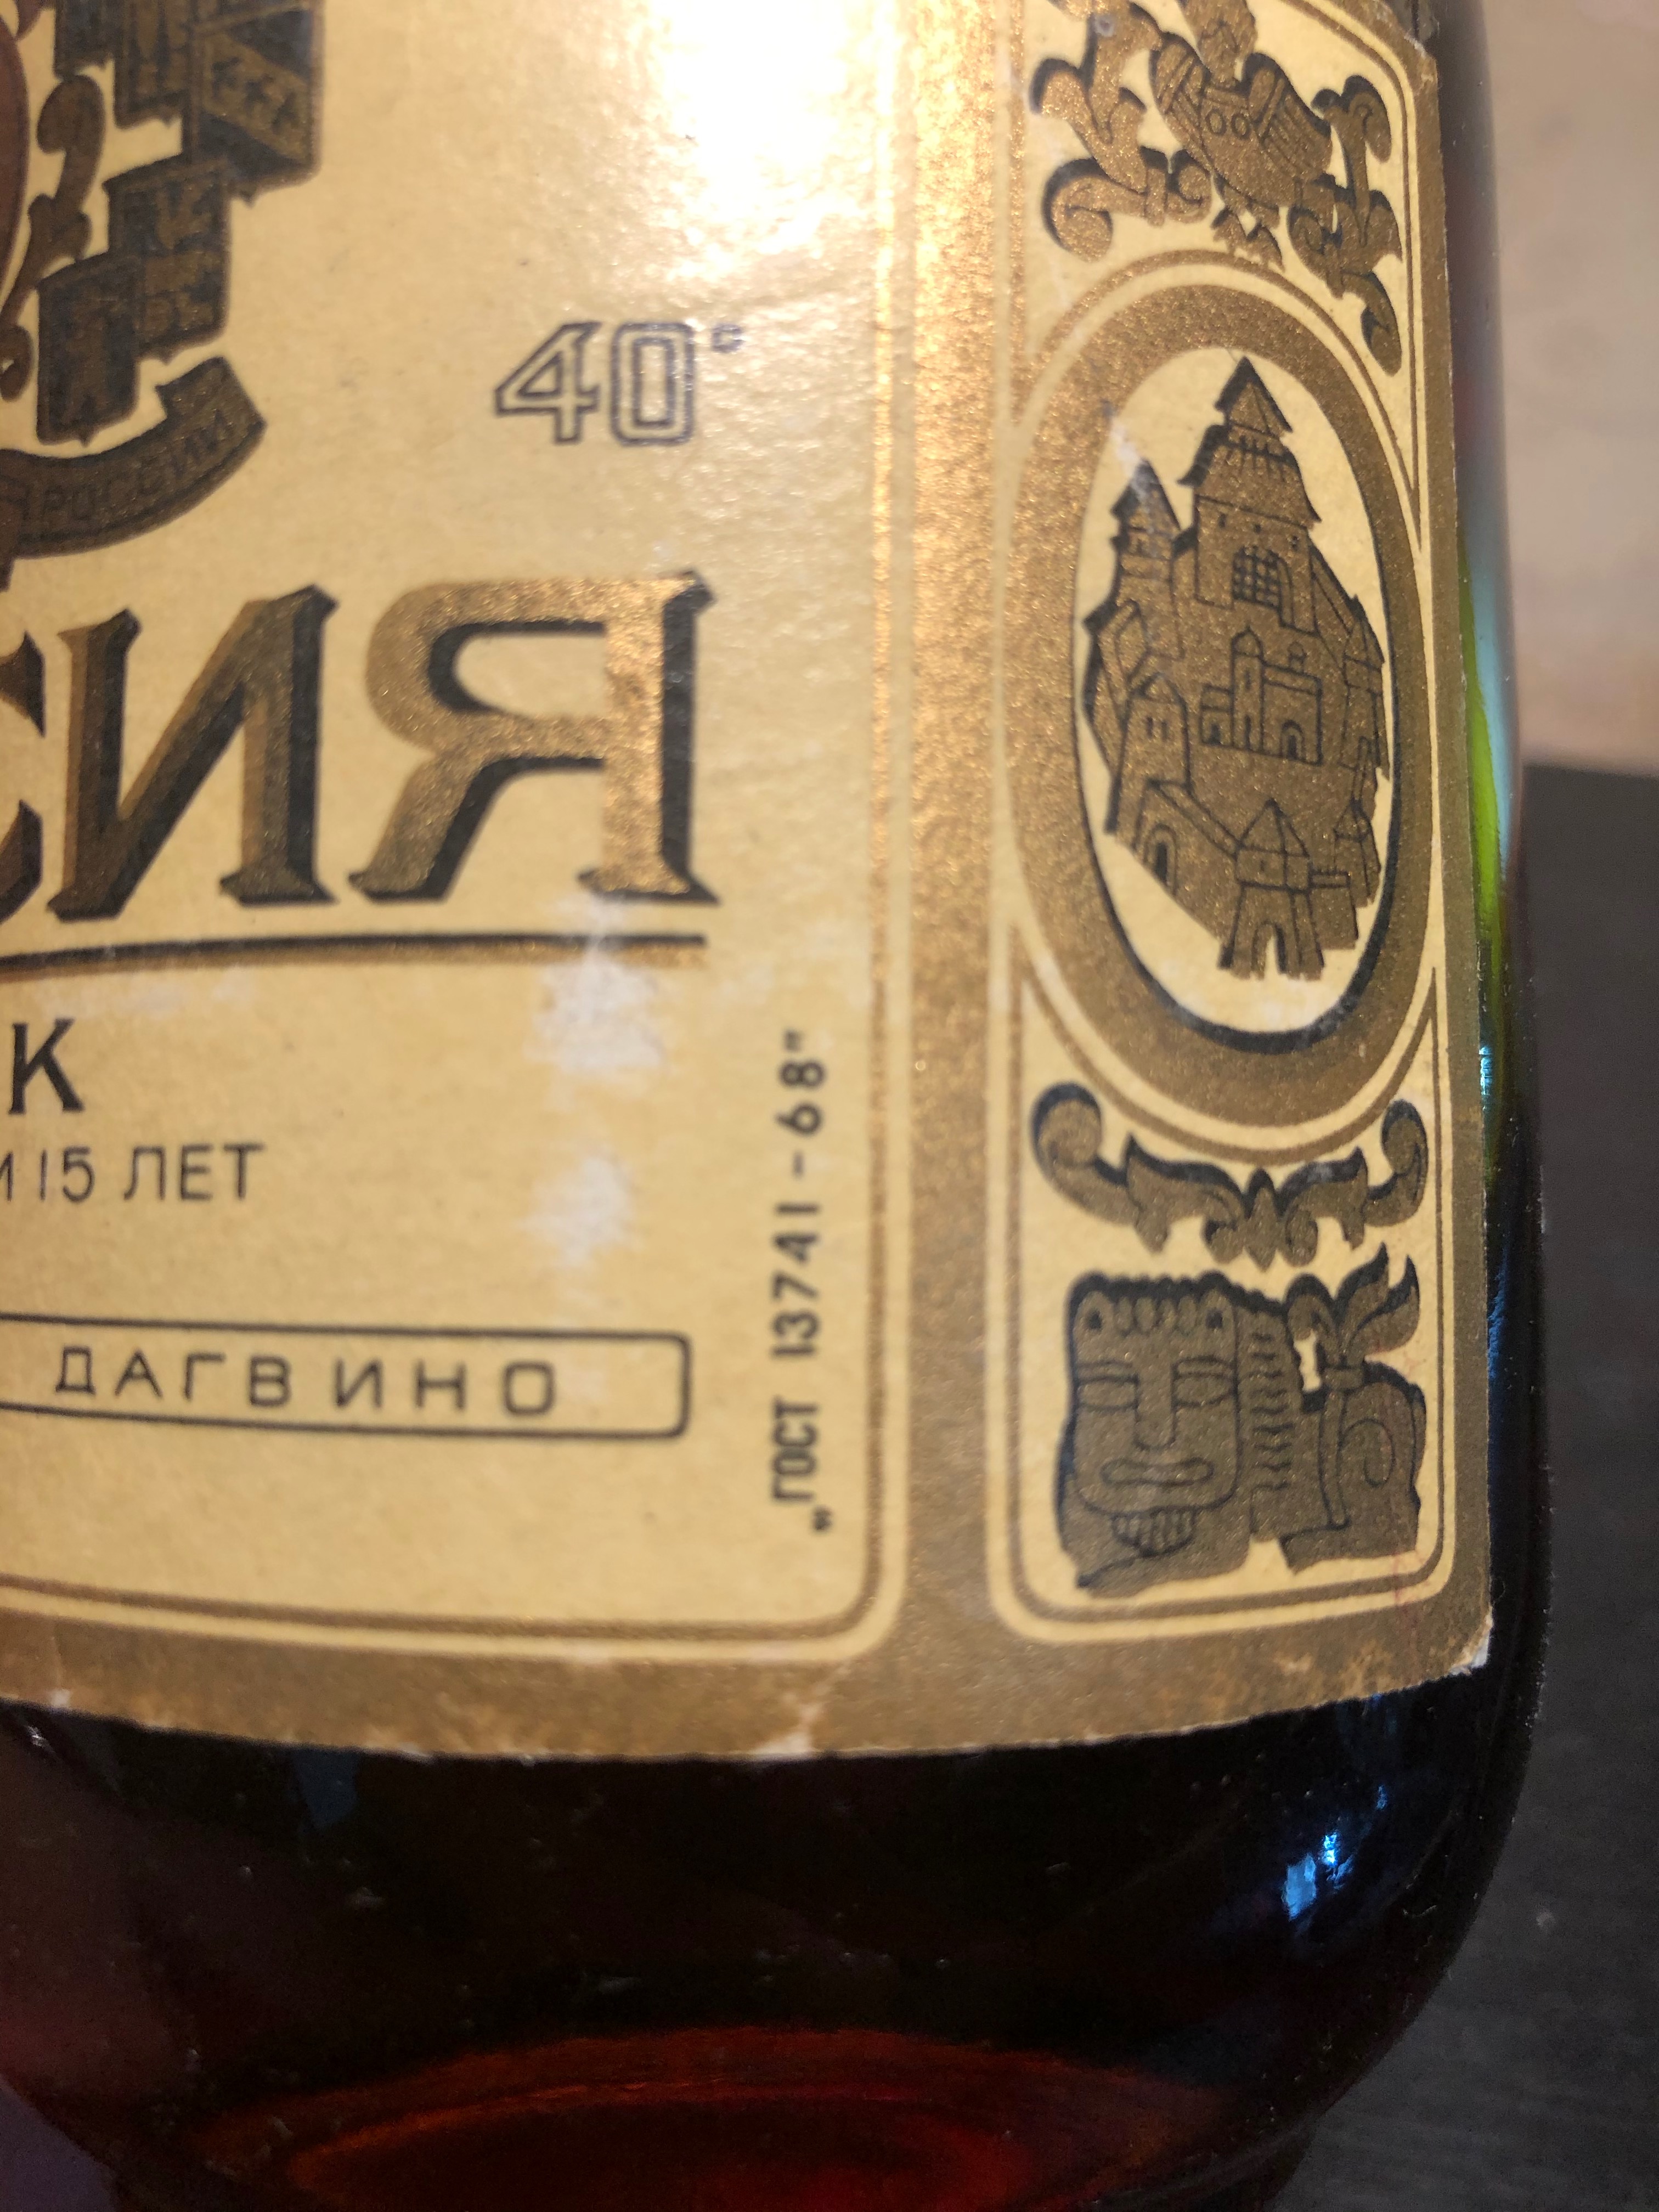 40°
СИЯ
К
И 15 ЛЕТ
ДАГВИНО
„ГОСТ 13741-68"